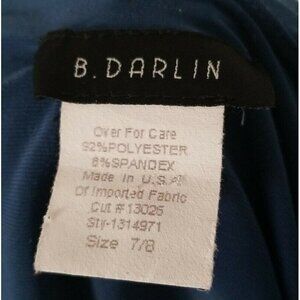 B. DARLIN
Over For Care
92% POLYESTER
8% SPANDEX
Made In U.S.A.
Of Imported Fabric
Cut # 13026
Sty-1314971
Size 7/8